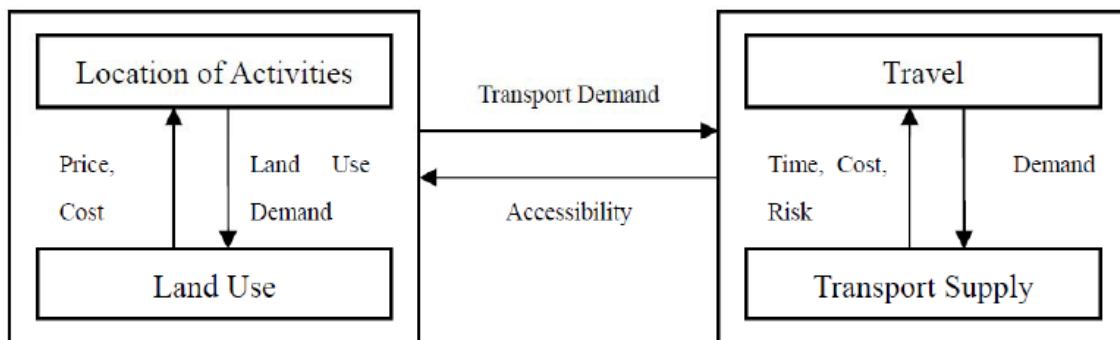 Location of Activities
Price,
Cost
Land Use
Demand
Land Use
Transport Demand
Accessibility
Travel
Time, Cost,
Risk
Demand
Transport Supply